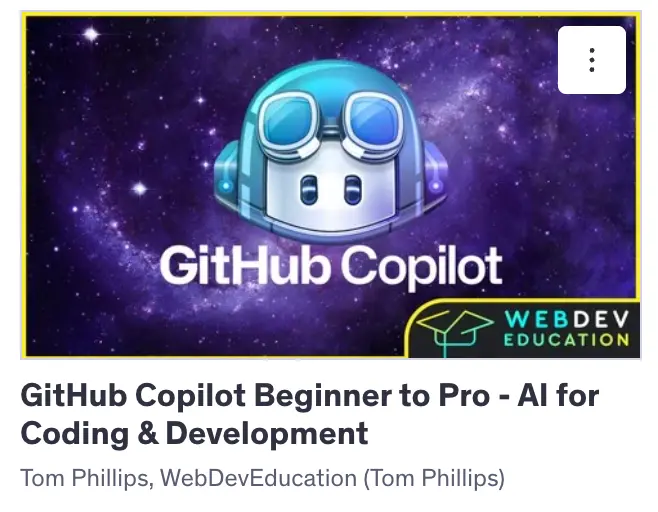 GitHub Copilot
WEBDEV
EDUCATION
GitHub Copilot Beginner to Pro - AI for
Coding & Development
Tom Phillips, WebDevEducation (Tom Phillips)